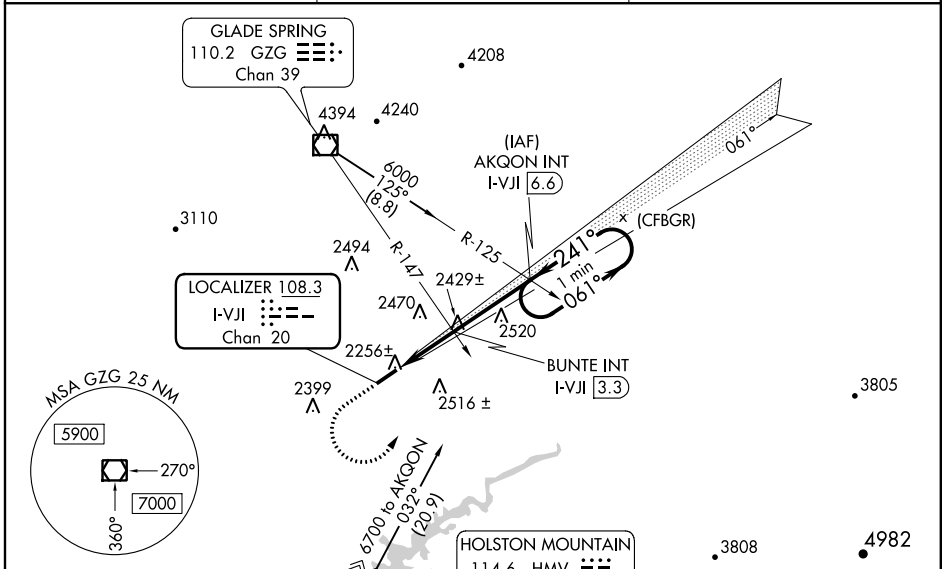 GLADE SPRING
110.2 GZG
Chan 39
4208
4394
4240
(IAF)
AKQON INT
I-VJI 6.6
061°
6000
125°
(8.8)
3110
R-125
x (CFBGR)
241°
1 min
061°
R-147
2494
2429±
LOCALIZER 108.3
I-VJI
Chan 20
2470
2520
2256±
BUNTE INT
I-VJI 3.3
2399
2516 ±
3805
MSA GZG 25 NM
5900
270°
7000
360°
6700 to AKQON
032°
(20.9)
HOLSTON MOUNTAIN
114.6 HMV
3808
4982